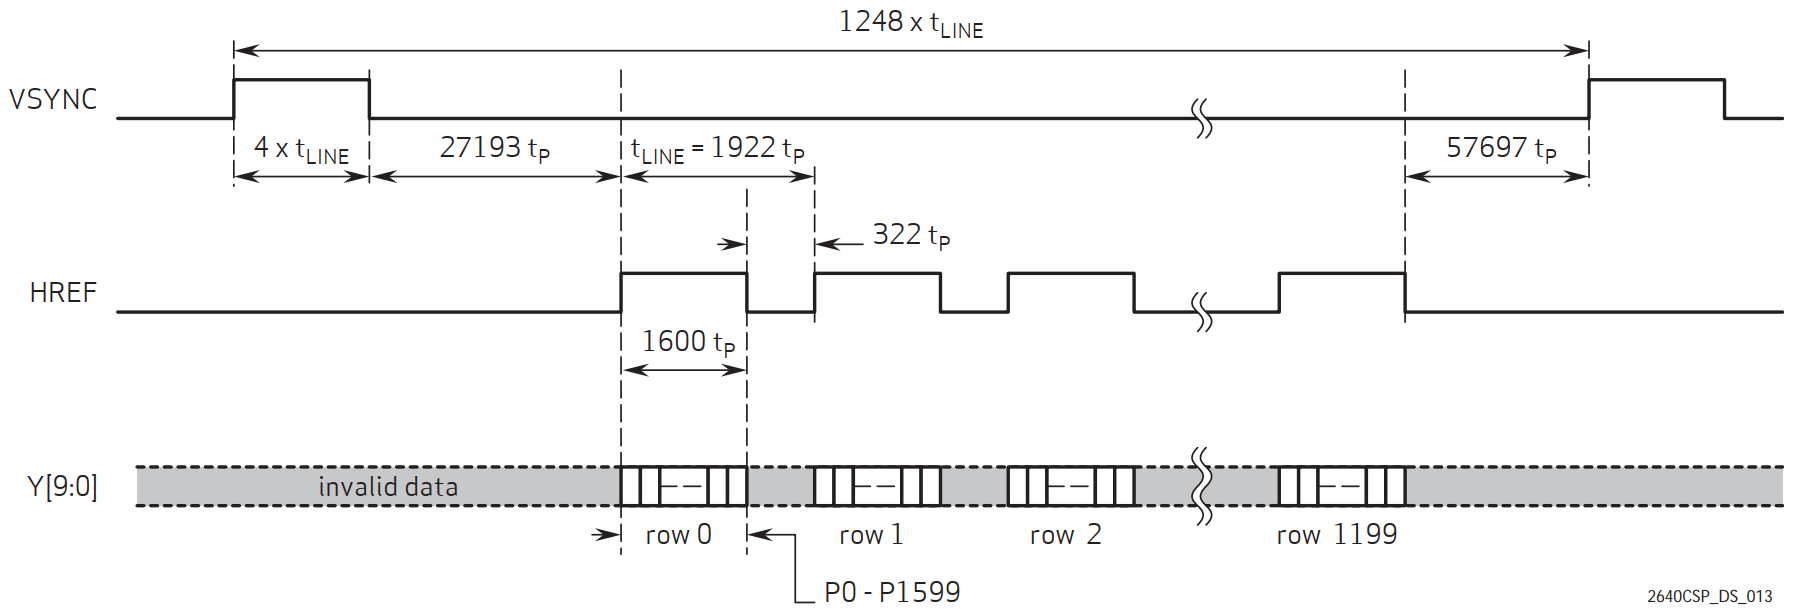 1248 x tLINE
VSYNC
4 x tLINE
27193 tP
tLINE = 1922 tP
57697 tP
322 tP
HREF
1600 tP
Y[9:0]
invalid data
row 0
row 1
row 2
row 1199
P0 - P1599
2640CSP_DS_013